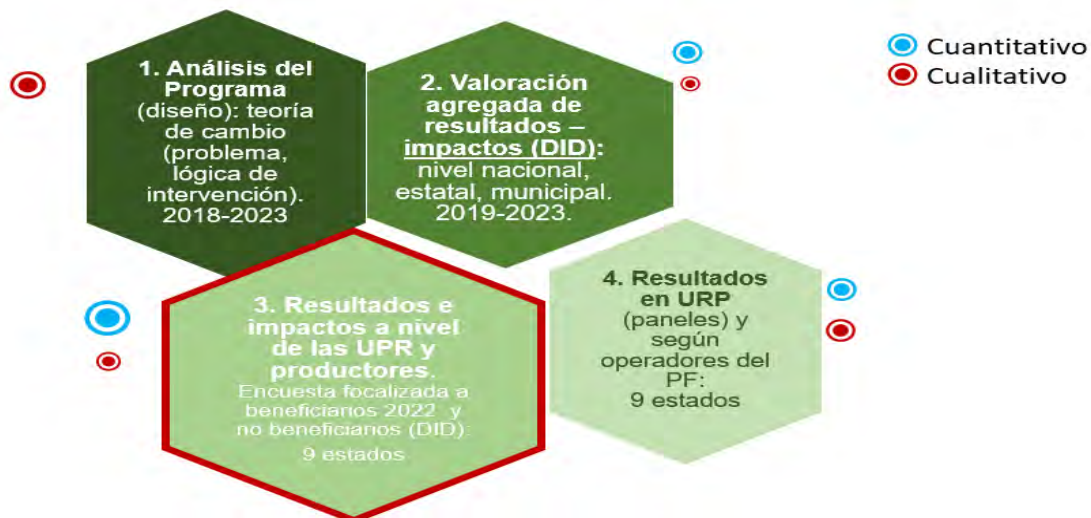 1. Análisis del
Programa
(diseño): teoría
de cambio
(problema,
lógica de
intervención).
2018-2023
2. Valoración
agregada de
resultados –
impactos (DID):
nivel nacional,
estatal, municipal.
2019-2023.
3. Resultados e
impactos a nivel
de las UPR y
productores.
Encuesta focalizada a
beneficiarios 2022 y
no beneficiarios (DID):
9 estados
4. Resultados
en URP
(paneles) y
según
operadores del
PF:
9 estados
Cuantitativo
Cualitativo